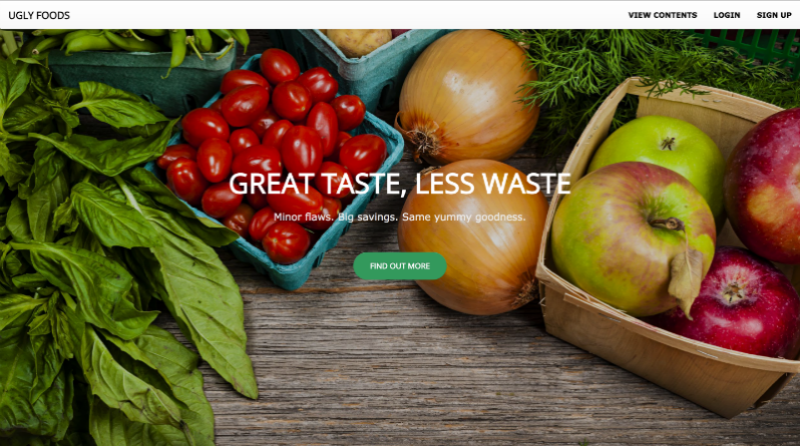 UGLY FOODS
VIEW CONTENTS LOGIN SIGN UP
GREAT TASTE, LESS WASTE
Minor flaws. Big savings. Same yummy goodness.
FIND OUT MORE